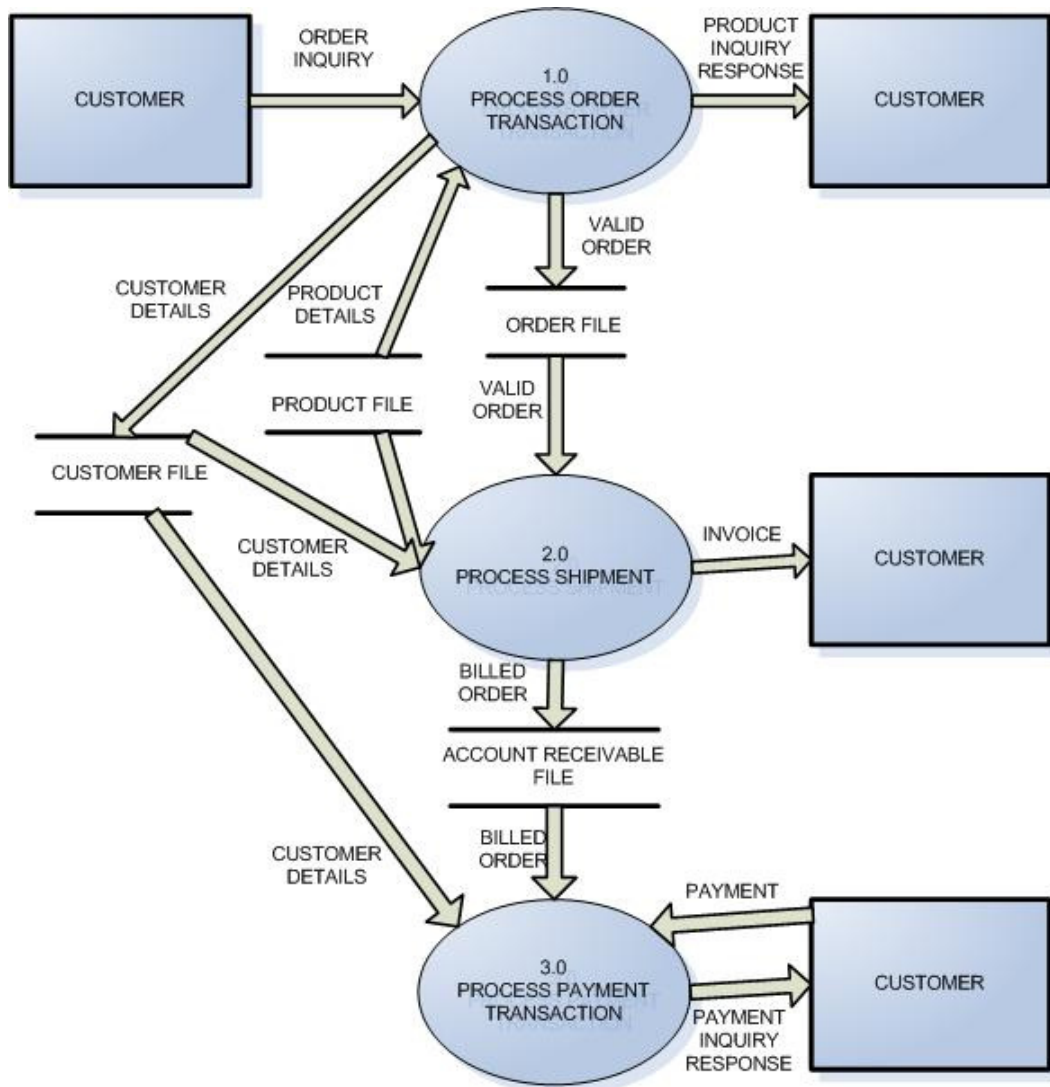 ORDER
INQUIRY
PRODUCT
INQUIRY
RESPONSE
CUSTOMER
1.0
PROCESS ORDER
TRANSACTION
CUSTOMER
VALID
ORDER
CUSTOMER
DETAILS
PRODUCT
DETAILS
ORDER FILE
PRODUCT FILE
VALID
ORDER
CUSTOMER FILE
CUSTOMER
DETAILS
2.0
PROCESS SHIPMENT
INVOICE
CUSTOMER
BILLED
ORDER
ACCOUNT RECEIVABLE
FILE
CUSTOMER
DETAILS
BILLED
ORDER
PAYMENT
3.0
PROCESS PAYMENT
TRANSACTION
CUSTOMER
PAYMENT
INQUIRY
RESPONSE